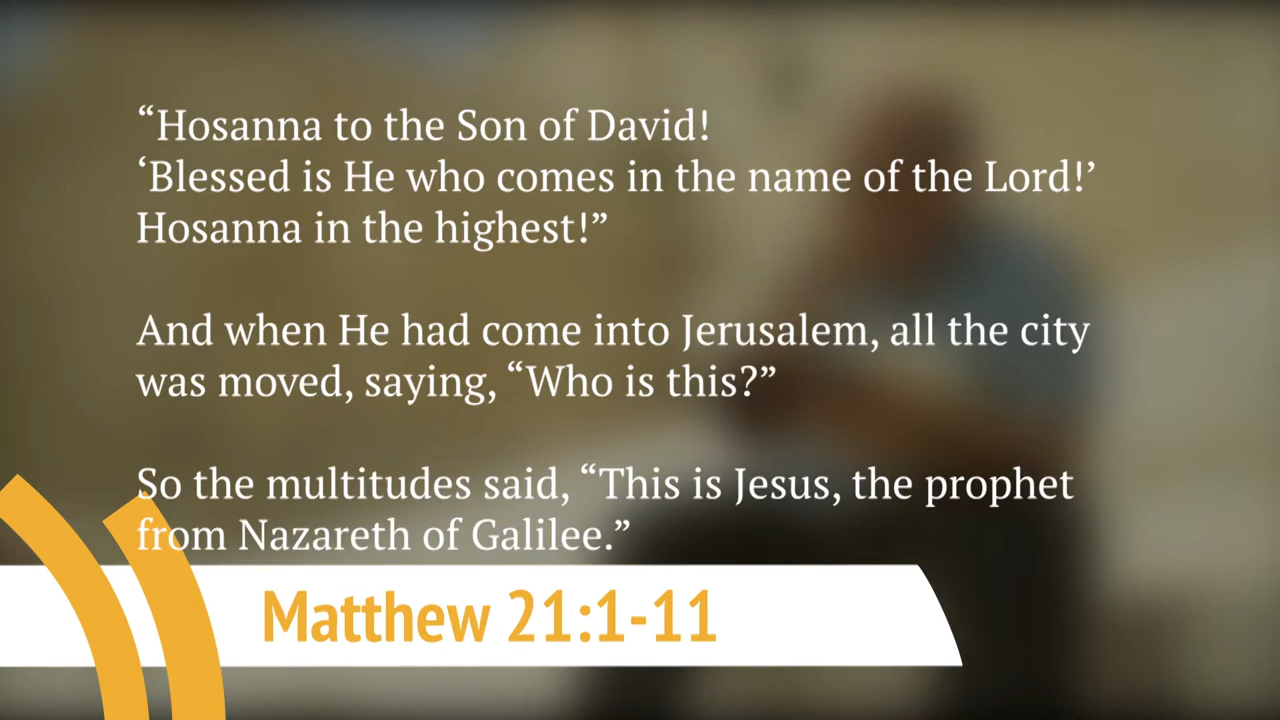 “Hosanna to the Son of David!
‘Blessed is He who comes in the name of the Lord!’
Hosanna in the highest!”
And when He had come into Jerusalem, all the city
was moved, saying, “Who is this?”
So the multitudes said, “This is Jesus, the prophet
from Nazareth of Galilee.”
Matthew 21:1-11